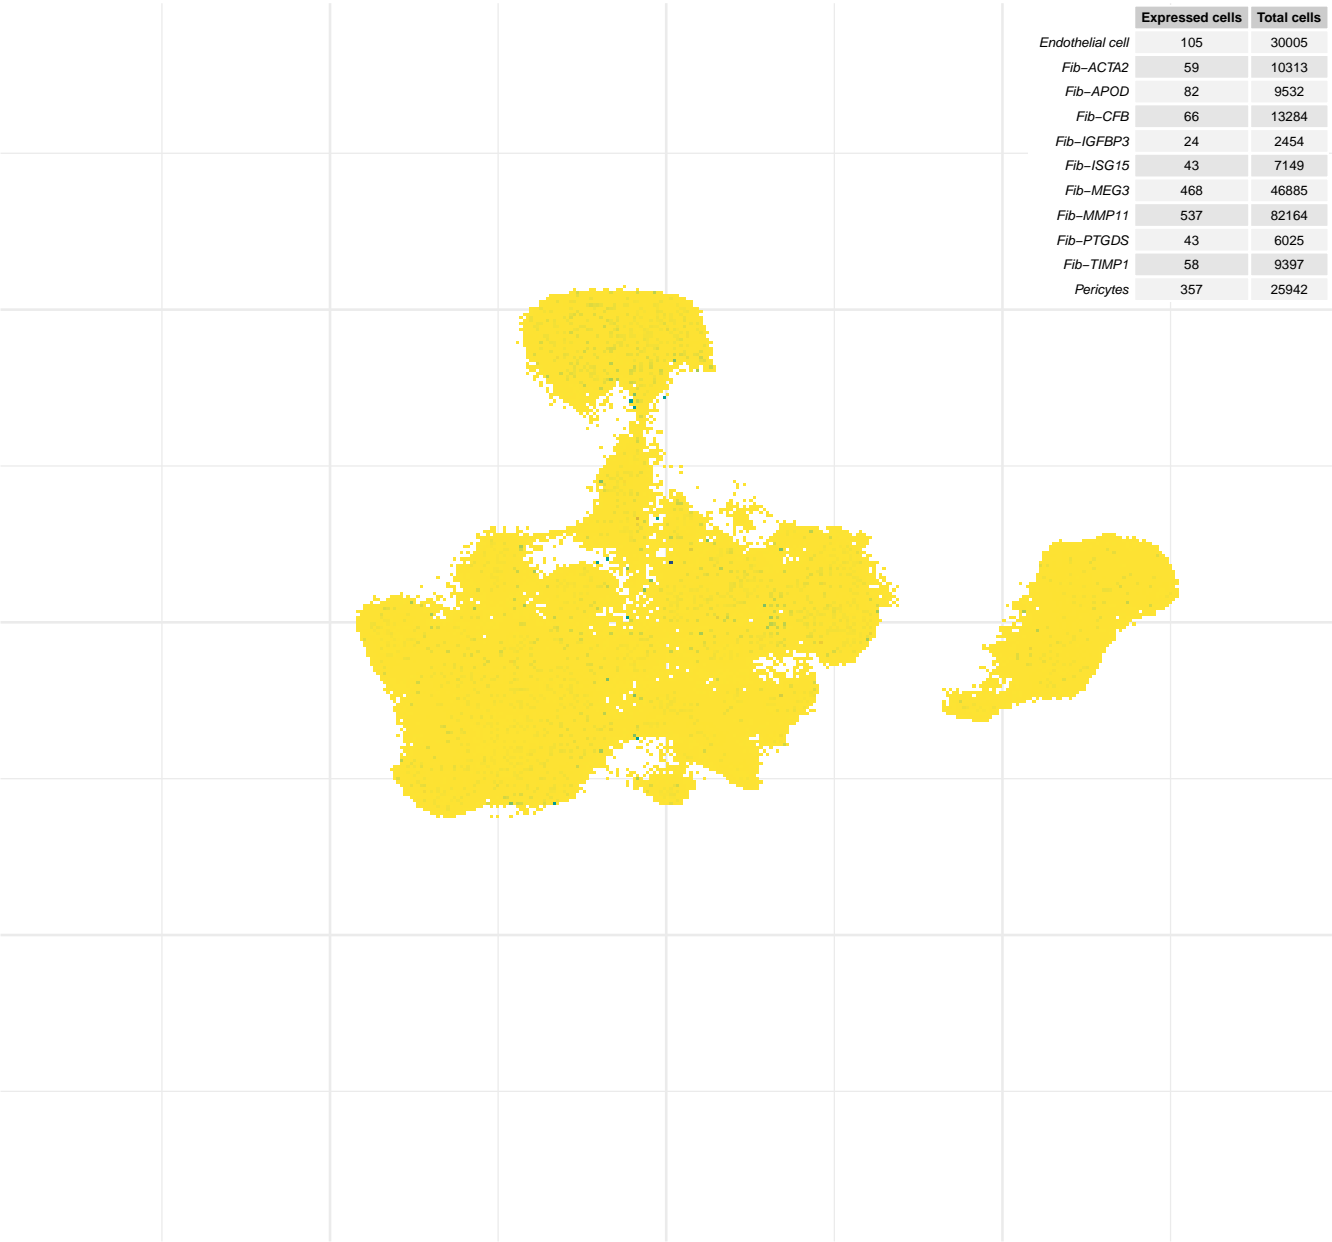 Expressed cells Total cells
Endothelial cell 105 30005
Fib−ACTA2 59 10313
Fib−APOD 82 9532
Fib−CFB 66 13284
Fib−IGFBP3 24 2454
Fib−ISG15 43 7149
Fib−MEG3 468 46885
Fib−MMP11 537 82164
Fib−PTGDS 43 6025
Fib−TIMP1 58 9397
Pericytes 357 25942